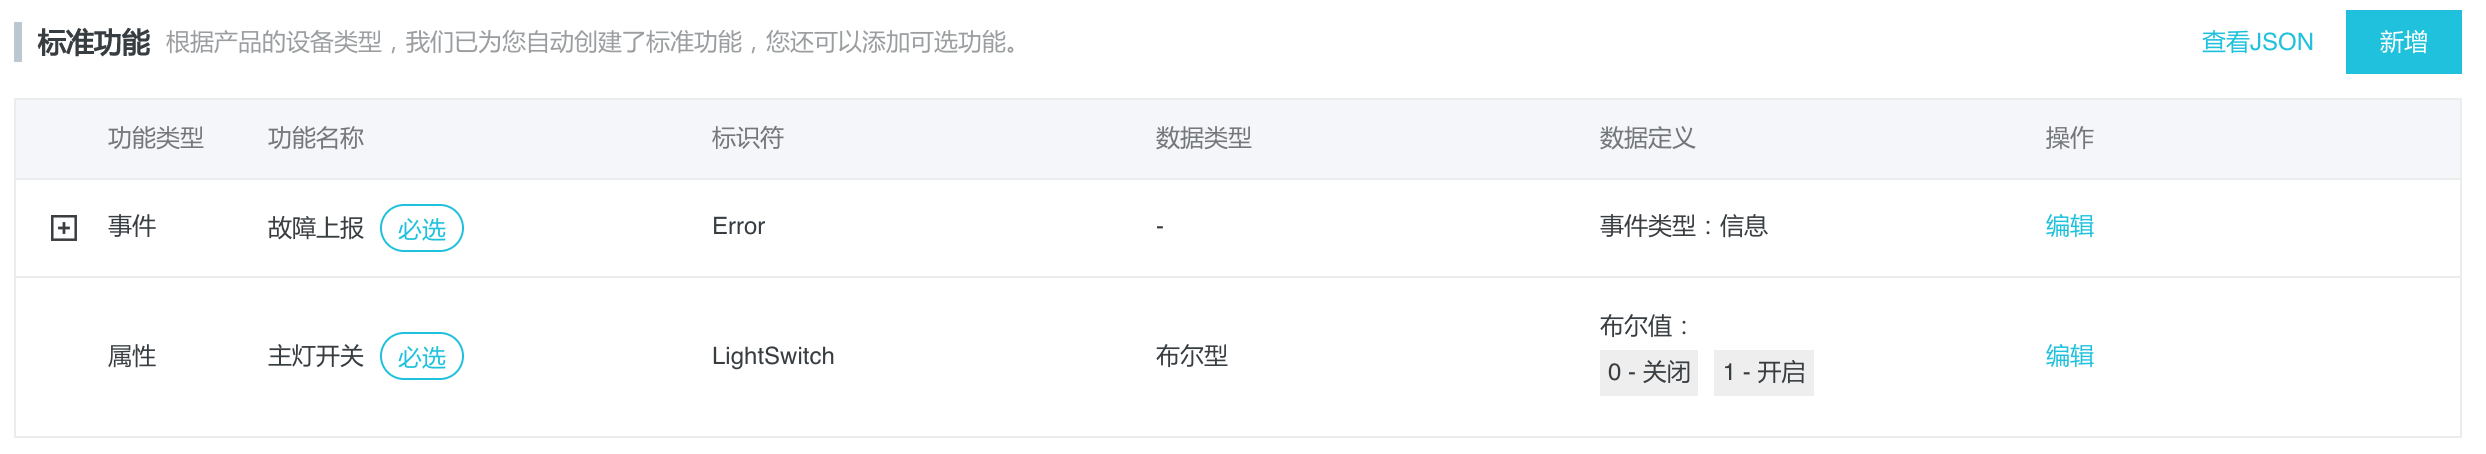 标准功能 根据产品的设备类型，我们已为您自动创建了标准功能，您还可以添加可选功能。 查看JSON 新增
功能类型 功能名称 标识符 数据类型 数据定义 操作
事件 故障上报 必选 Error - 事件类型：信息 编辑
属性 主灯开关 必选 LightSwitch 布尔型 布尔值： 编辑
0 - 关闭 1 - 开启